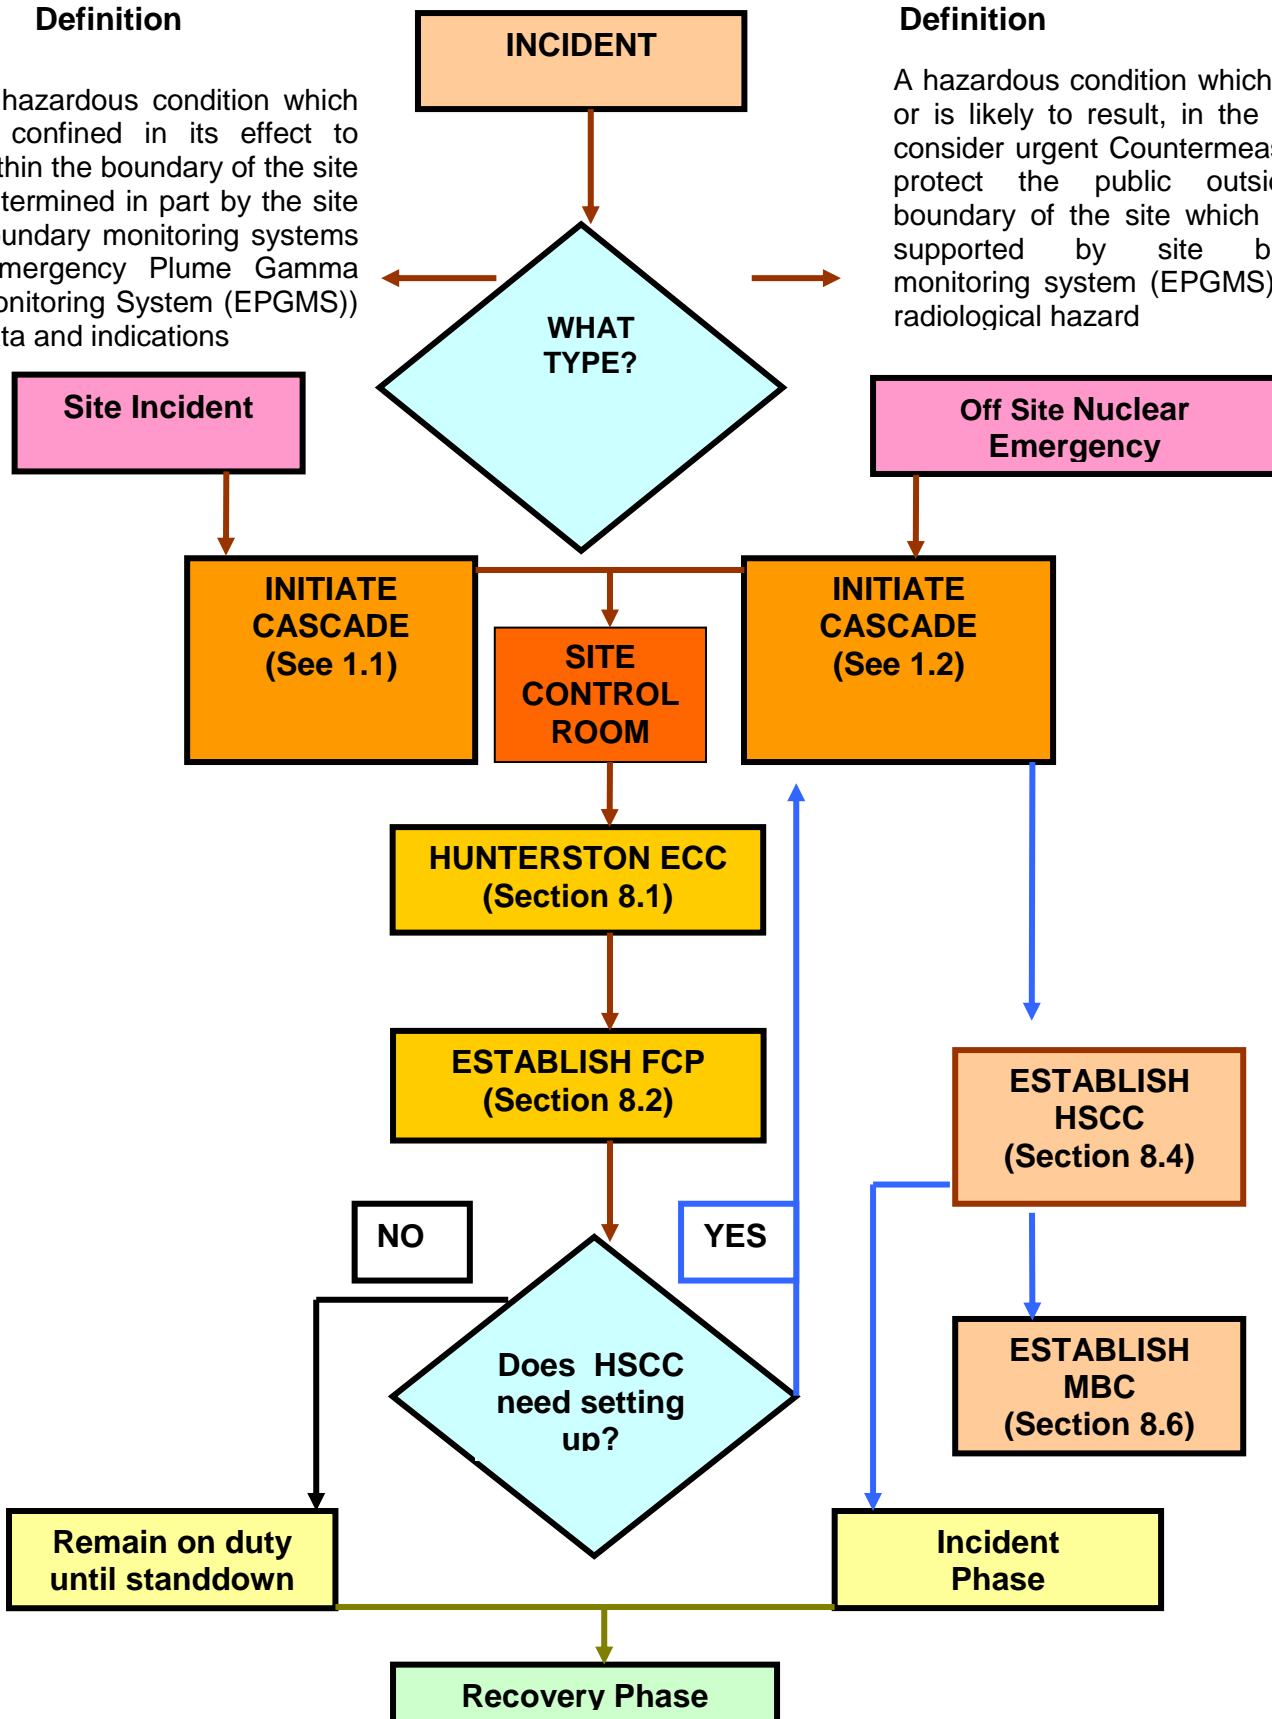 Definition
INCIDENT
Definition
hazardous condition which
confined in its effect to
thin the boundary of the site
termined in part by the site
undary monitoring systems
mergency Plume Gamma
onitoring System (EPGMS))
ta and indications
A hazardous condition which
or is likely to result, in the
consider urgent Countermeas
protect the public outsi
boundary of the site which
supported by site b
monitoring system (EPGMS)
radiological hazard
WHAT
TYPE?
Site Incident
Off Site Nuclear
Emergency
INITIATE
CASCADE
(See 1.1)
SITE
CONTROL
ROOM
INITIATE
CASCADE
(See 1.2)
HUNTERSTON ECC
(Section 8.1)
ESTABLISH FCP
(Section 8.2)
ESTABLISH
HSCC
(Section 8.4)
NO
YES
Does HSCC
need setting
up?
ESTABLISH
MBC
(Section 8.6)
Remain on duty
until standdown
Incident
Phase
Recovery Phase